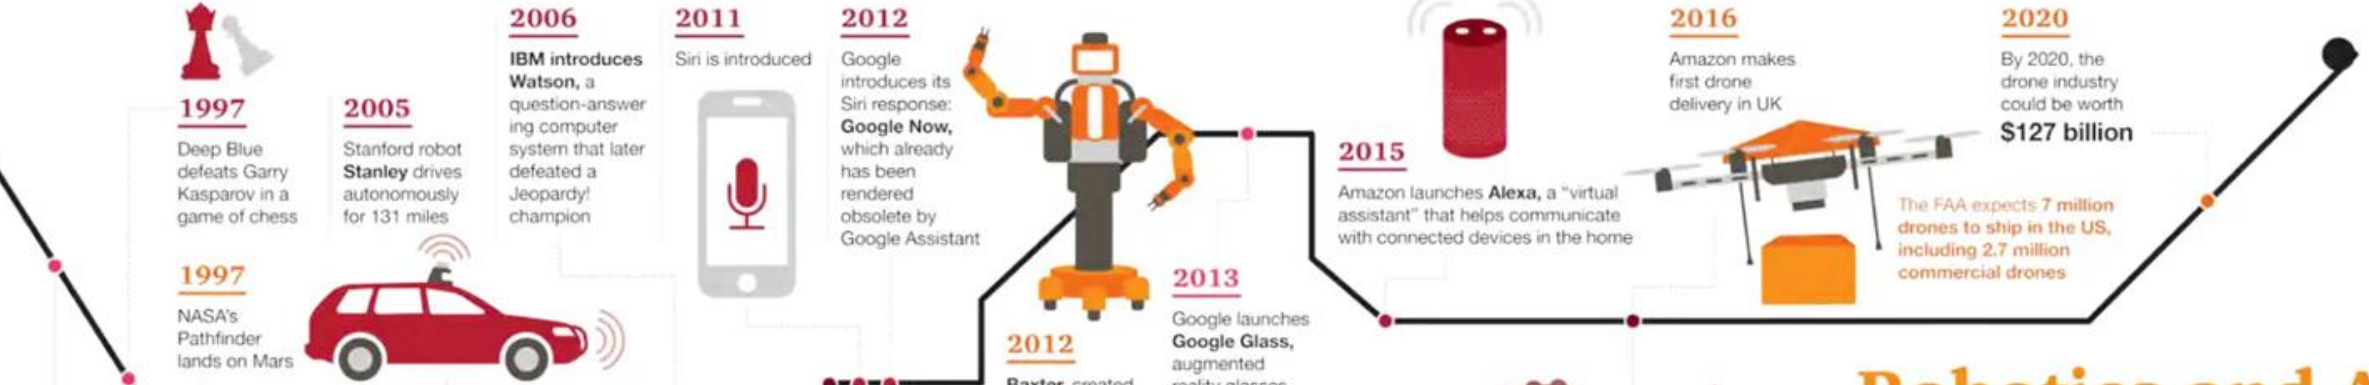 1997
Deep Blue
defeats Garry
Kasparov in a
game of chess
1997
NASA's
Pathfinder
lands on Mars
2005
Stanford robot
Stanley drives
autonomously
for 131 miles
2006
IBM introduces
Watson, a
question-answer
ing computer
system that later
defeated a
Jeopardy!
champion
2011
Siri is introduced
2012
Google
introduces its
Siri response:
Google Now,
which already
has been
rendered
obsolete by
Google Assistant
2012
Baxter, created
2013
Google launches
Google Glass,
augmented
reality glasses
2015
Amazon launches Alexa, a "virtual
assistant" that helps communicate
with connected devices in the home
2016
Amazon makes
first drone
delivery in UK
2020
By 2020, the
drone industry
could be worth
$127 billion
The FAA expects 7 million
drones to ship in the US,
including 2.7 million
commercial drones
Robotics and